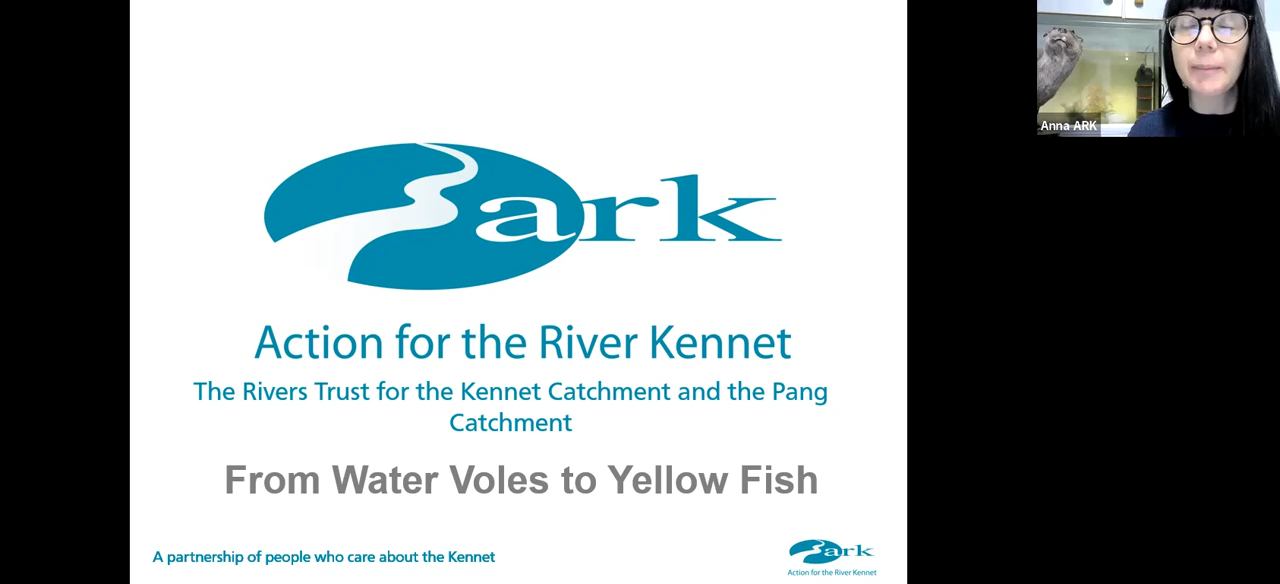 Anna ARK
ark
Action for the River Kennet
The Rivers Trust for the Kennet Catchment and the Pang
Catchment
From Water Voles to Yellow Fish
A partnership of people who care about the Kennet
ark
Action for the River Kennet